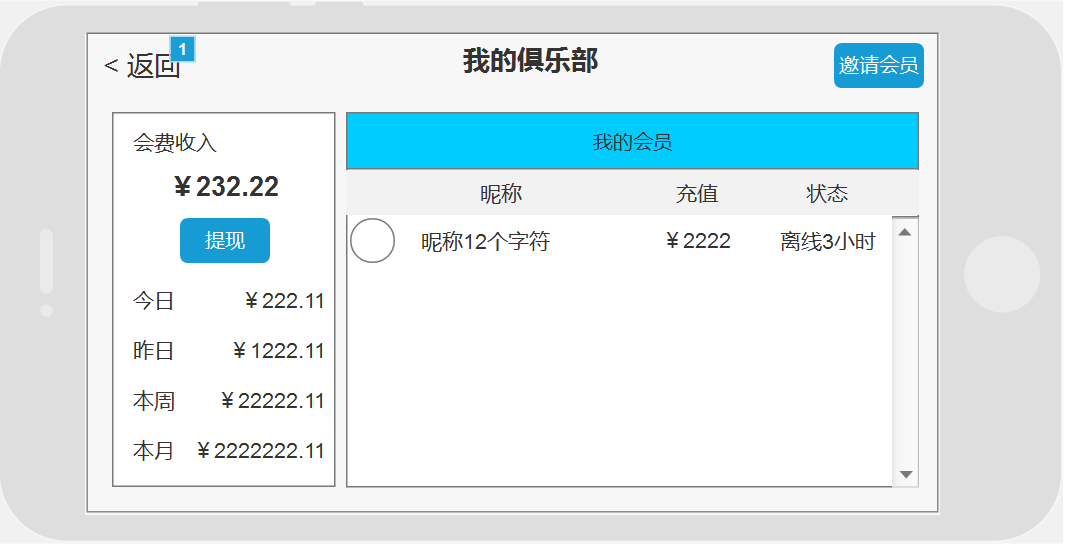 < 返回
1
我的俱乐部
邀请会员
会费收入
￥232.22
提现
今日 ￥222.11
昨日 ￥1222.11
本周 ￥22222.11
本月 ￥2222222.11
我的会员
昵称 充值 状态
昵称12个字符 ￥2222 离线3小时